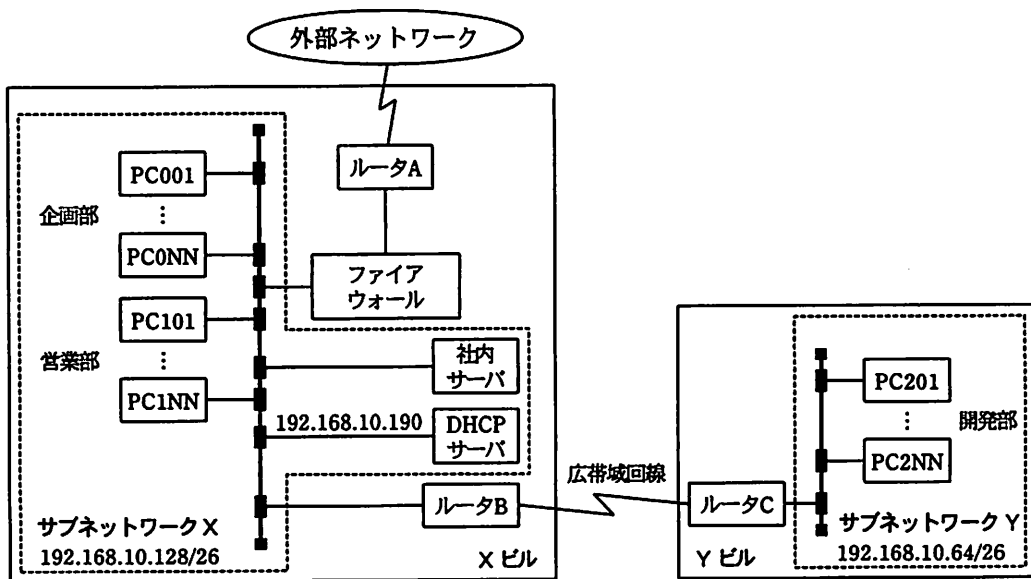 外部ネットワーク
ルータA
PC001
⋮
企画部
PC0NN
ファイア
ウォール
PC101
⋮
営業部
PC1NN
社内
サーバ
192.168.10.190
DHCP
サーバ
ルータB
サブネットワーク X
192.168.10.128/26
X ビル
広帯域回線
PC201
⋮
開発部
PC2NN
ルータC
サブネットワーク Y
192.168.10.64/26
Y ビル